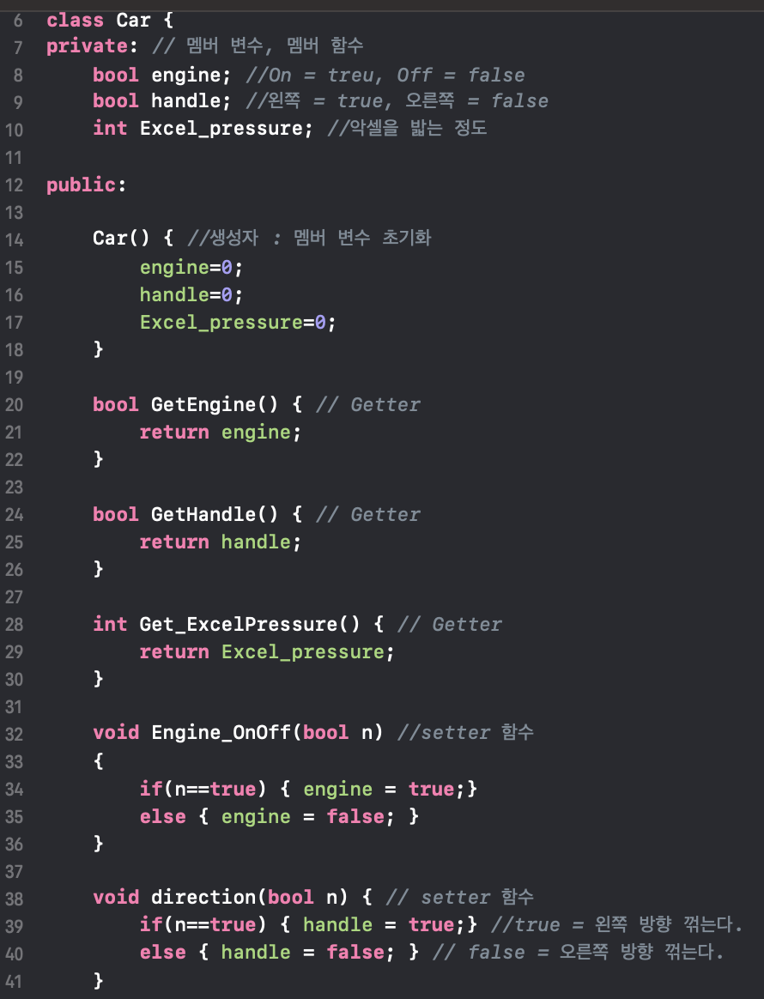 6 class Car {
7 private: // 멤버 변수, 멤버 함수
8 bool engine; //On = treu, Off = false
9 bool handle; //왼쪽 = true, 오른쪽 = false
10 int Excel_pressure; //악셀을 밟는 정도
11
12 public:
13
14 Car() { //생성자 : 멤버 변수 초기화
15 engine=0;
16 handle=0;
17 Excel_pressure=0;
18 }
19
20 bool GetEngine() { // Getter
21 return engine;
22 }
23
24 bool GetHandle() { // Getter
25 return handle;
26 }
27
28 int Get_ExcelPressure() { // Getter
29 return Excel_pressure;
30 }
31
32 void Engine_OnOff(bool n) //setter 함수
33 {
34 if(n==true) { engine = true;}
35 else { engine = false; }
36 }
37
38 void direction(bool n) { // setter 함수
39 if(n==true) { handle = true;} //true = 왼쪽 방향 꺾는다.
40 else { handle = false; } // false = 오른쪽 방향 꺾는다.
41 }